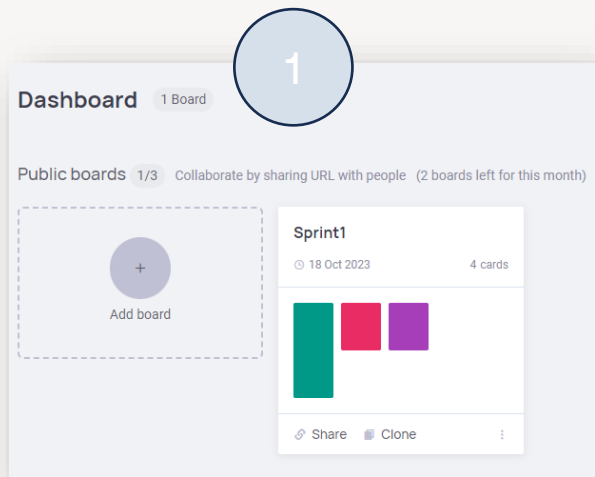 1
Dashboard 1 Board
Public boards 1/3 Collaborate by sharing URL with people (2 boards left for this month)
+
Add board
Sprint1
18 Oct 2023 4 cards
Share Clone